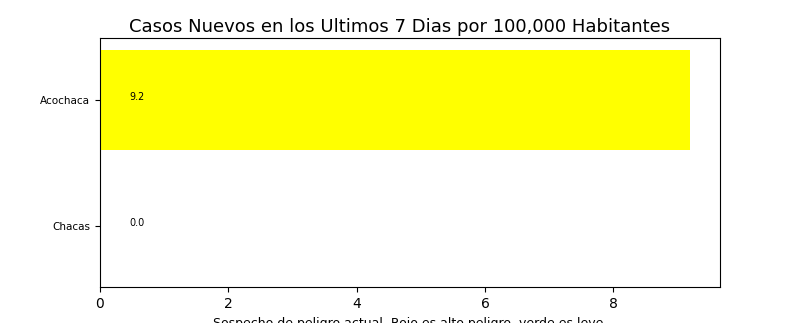 Casos Nuevos en los Ultimos 7 Dias por 100,000 Habitantes
Acochaca
9.2
Chacas
0.0
0 2 4 6 8
Sospecho de peligro actual. Rojo es alto peligro, verde es leve